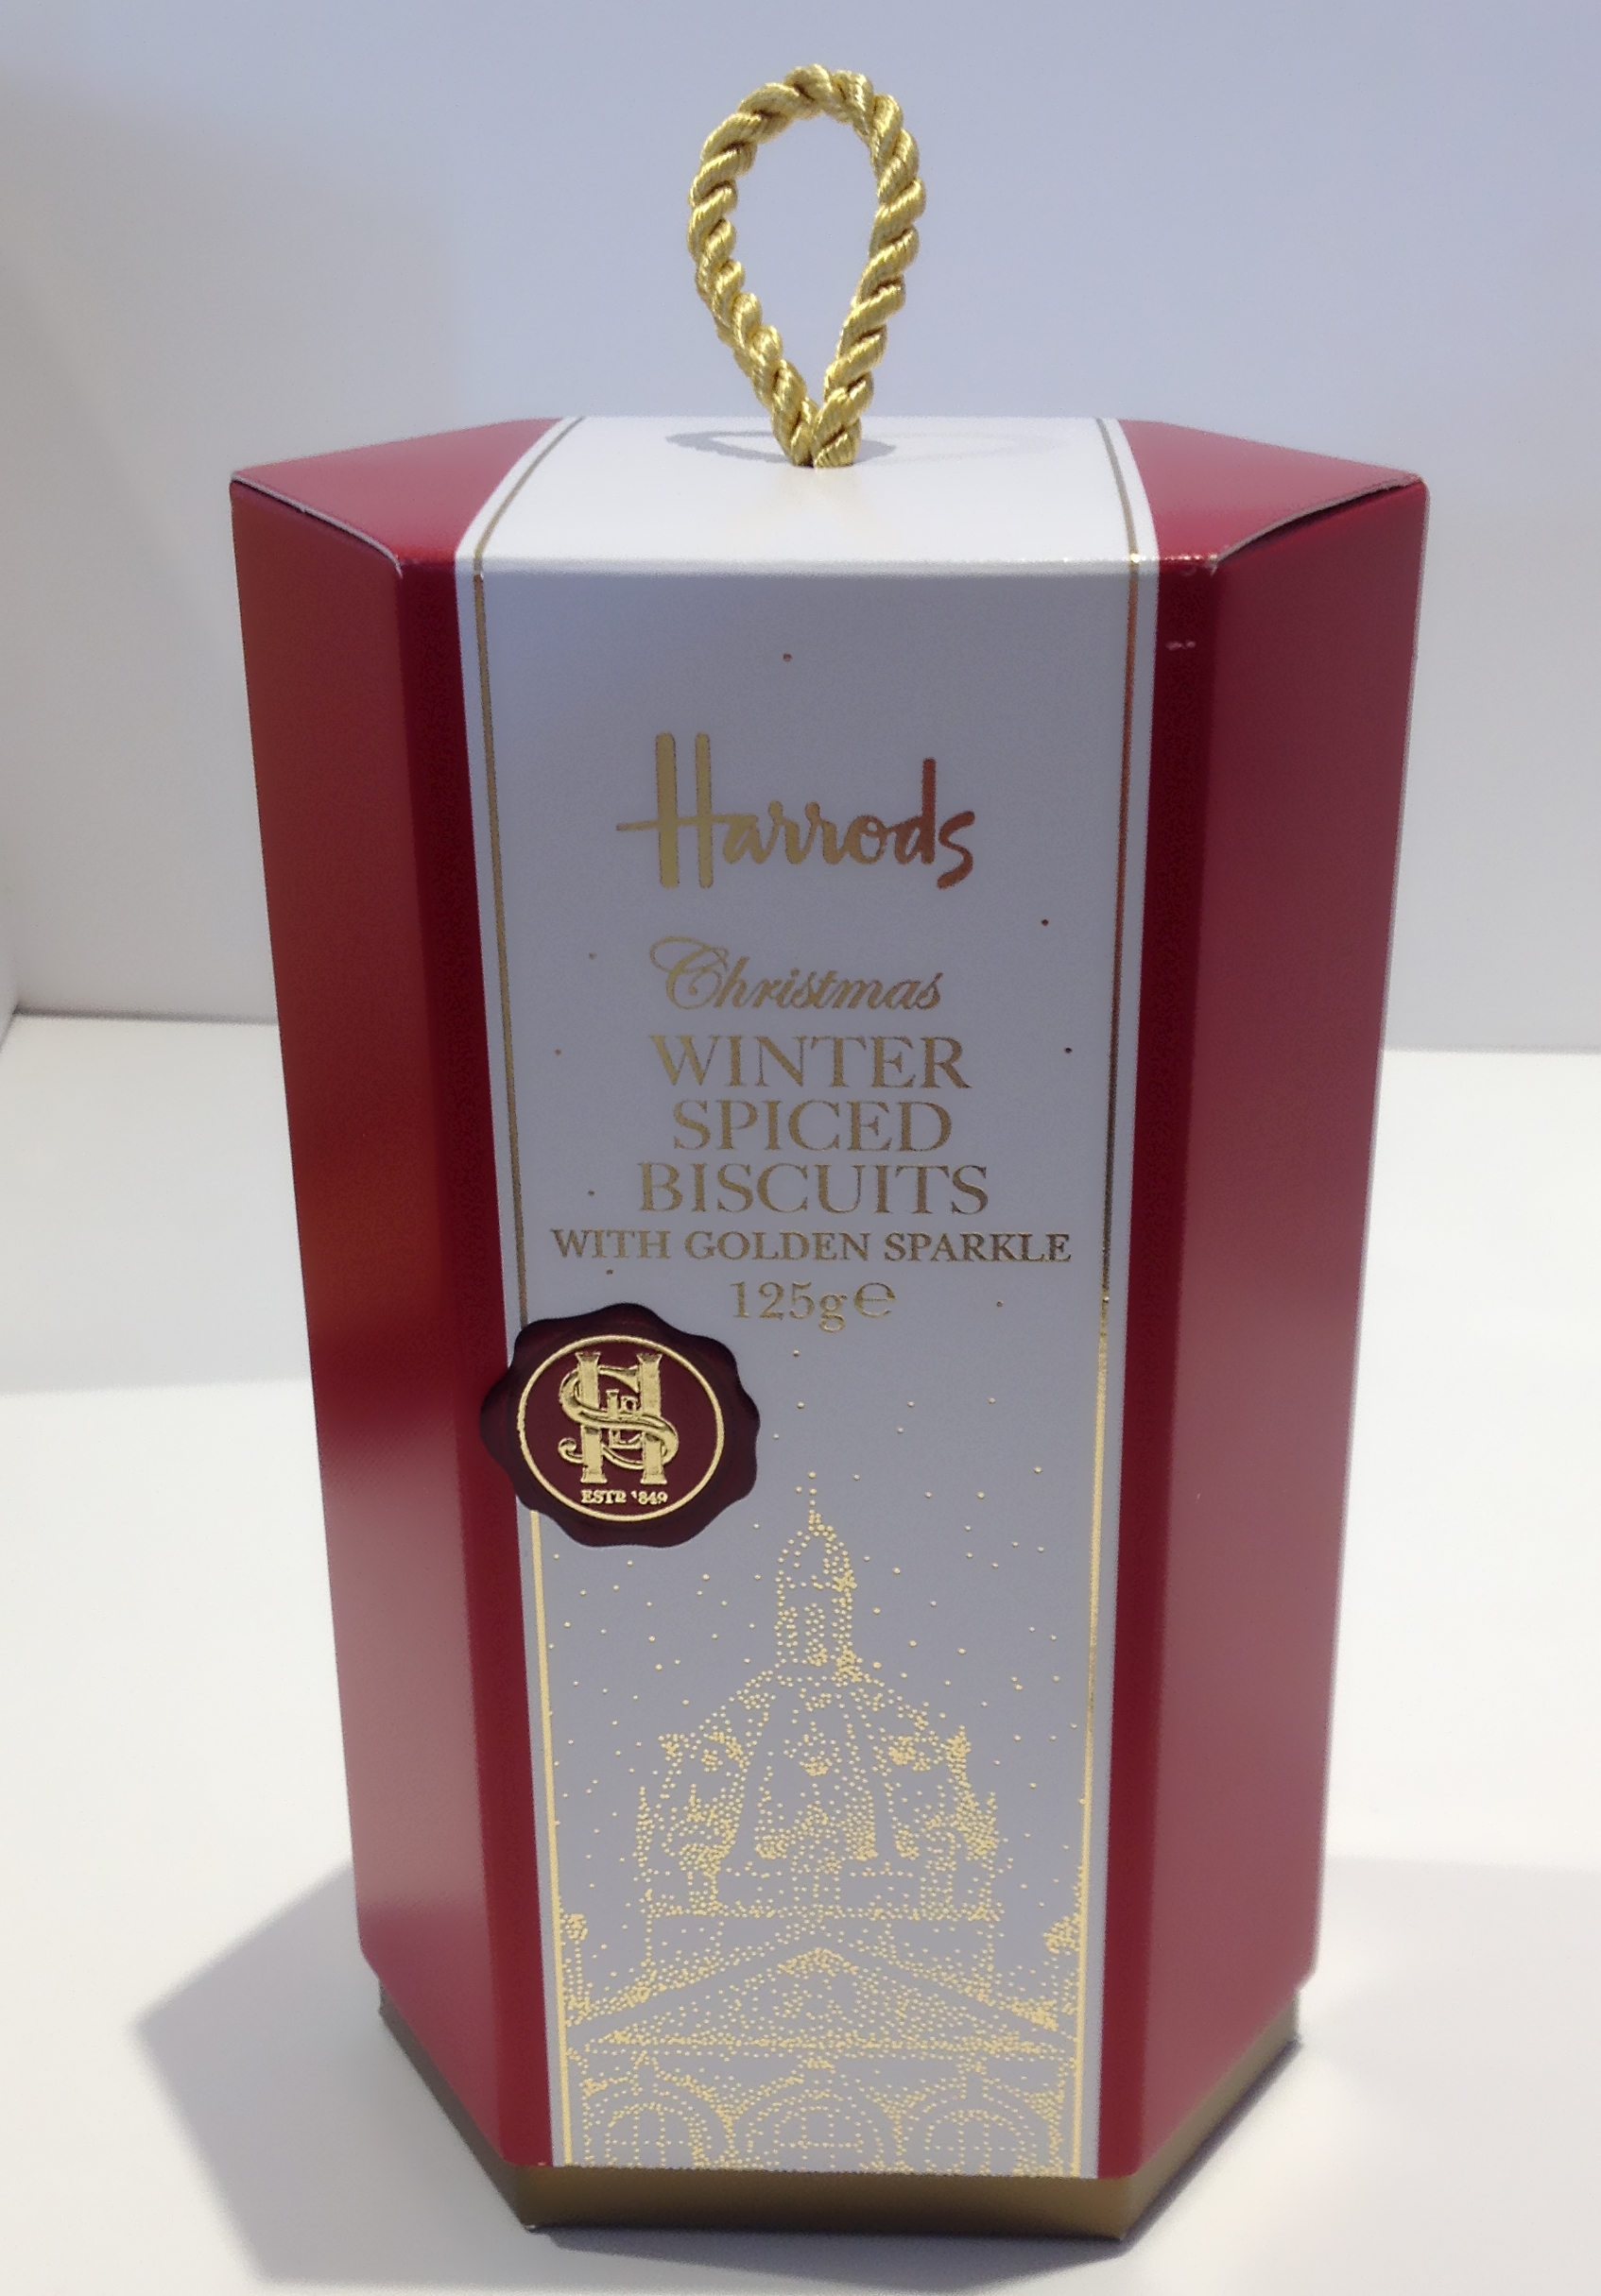 Harrods
Christmas
WINTER
SPICED
BISCUITS
WITH GOLDEN SPARKLE
125g℮
ESTD 1849